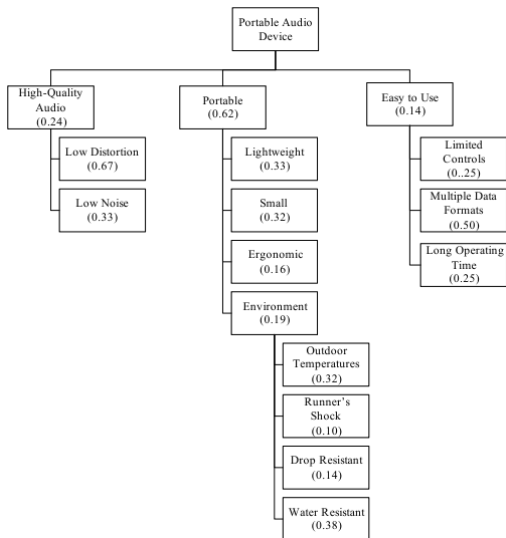 Portable Audio
Device
High-Quality
Audio
(0.24)
Portable
(0.62)
Easy to Use
(0.14)
Low Distortion
(0.67)
Low Noise
(0.33)
Lightweight
(0.33)
Small
(0.32)
Ergonomic
(0.16)
Environment
(0.19)
Outdoor
Temperatures
(0.32)
Runner's
Shock
(0.10)
Drop Resistant
(0.14)
Water Resistant
(0.38)
Limited
Controls
(0..25)
Multiple Data
Formats
(0.50)
Long Operating
Time
(0.25)